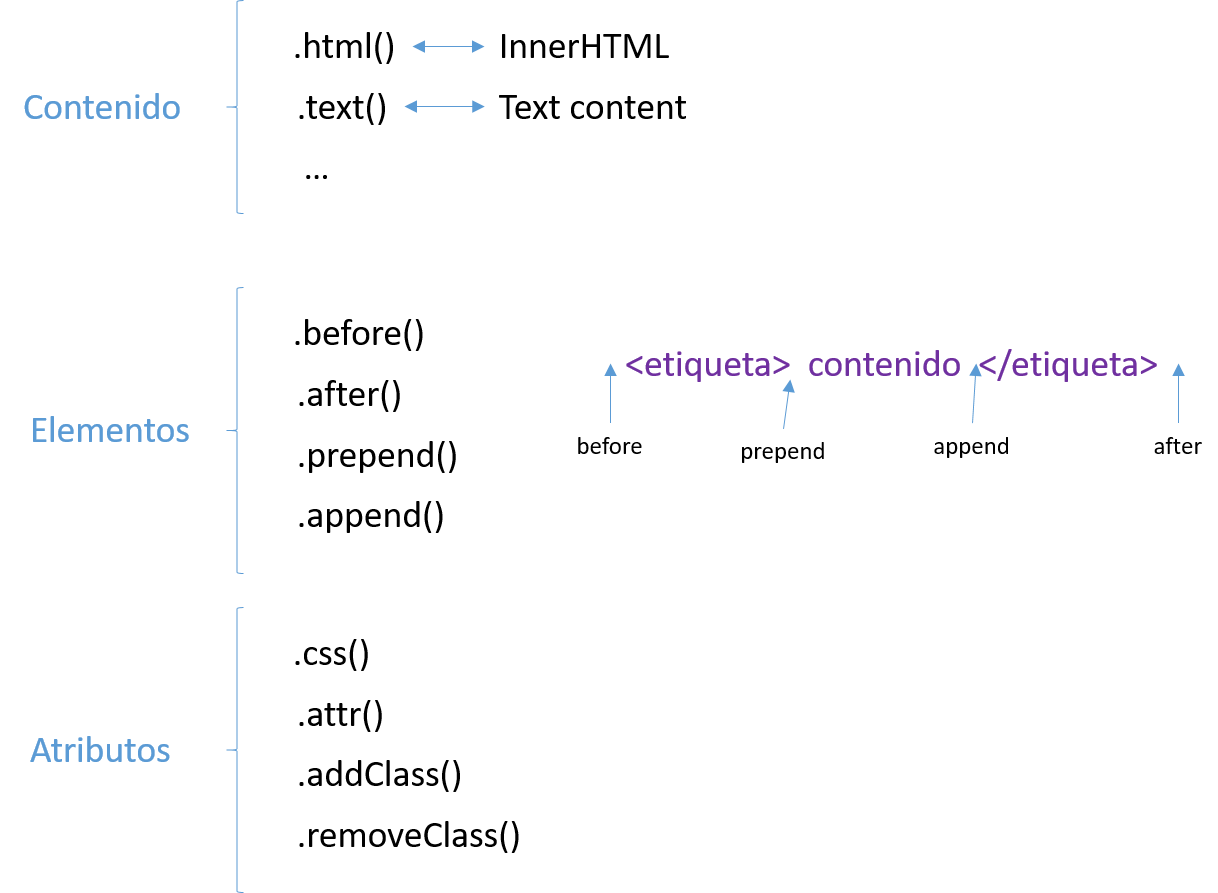 Contenido
.html() InnerHTML
.text() Text content
...
Elementos
.before()
.after()
.prepend()
.append()
<etiqueta> contenido </etiqueta>
before prepend append after
Atributos
.css()
.attr()
.addClass()
.removeClass()